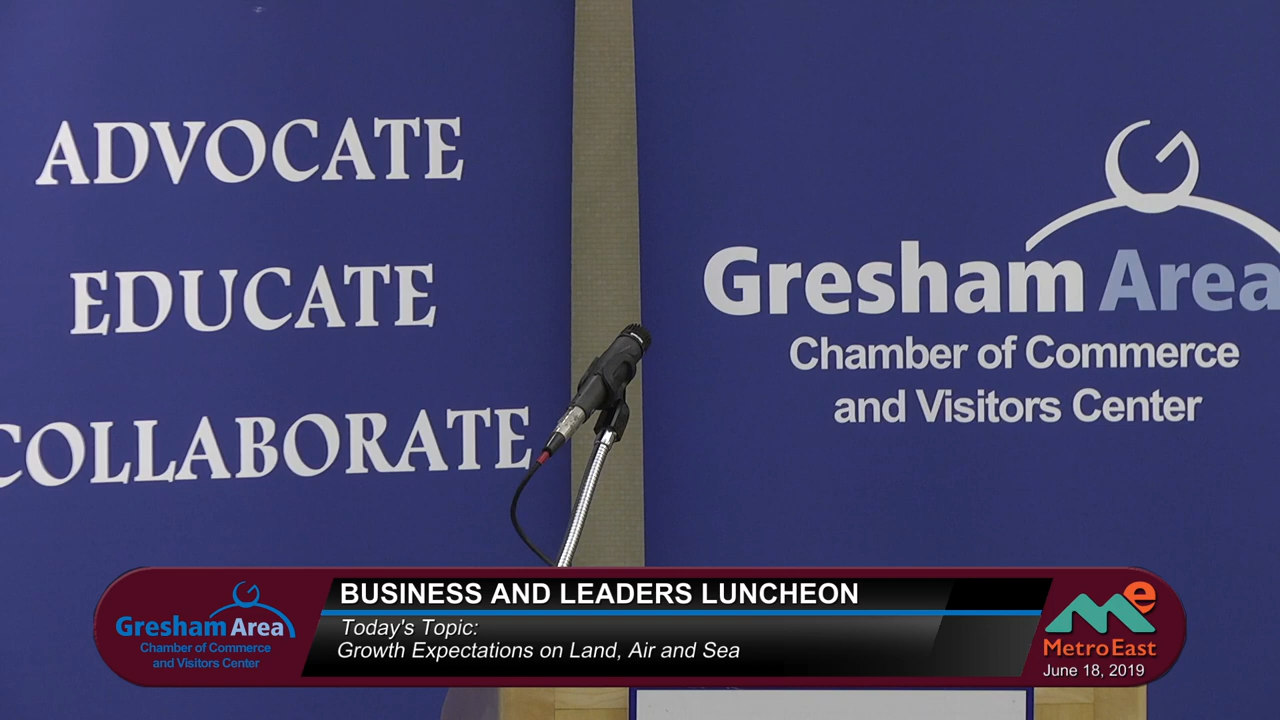 ADVOCATE
EDUCATE
COLLABORATE
Gresham Area
Chamber of Commerce
and Visitors Center
Gresham Area
Chamber of Commerce
and Visitors Center
BUSINESS AND LEADERS LUNCHEON
Today's Topic:
Growth Expectations on Land, Air and Sea
Me
MetroEast
June 18, 2019